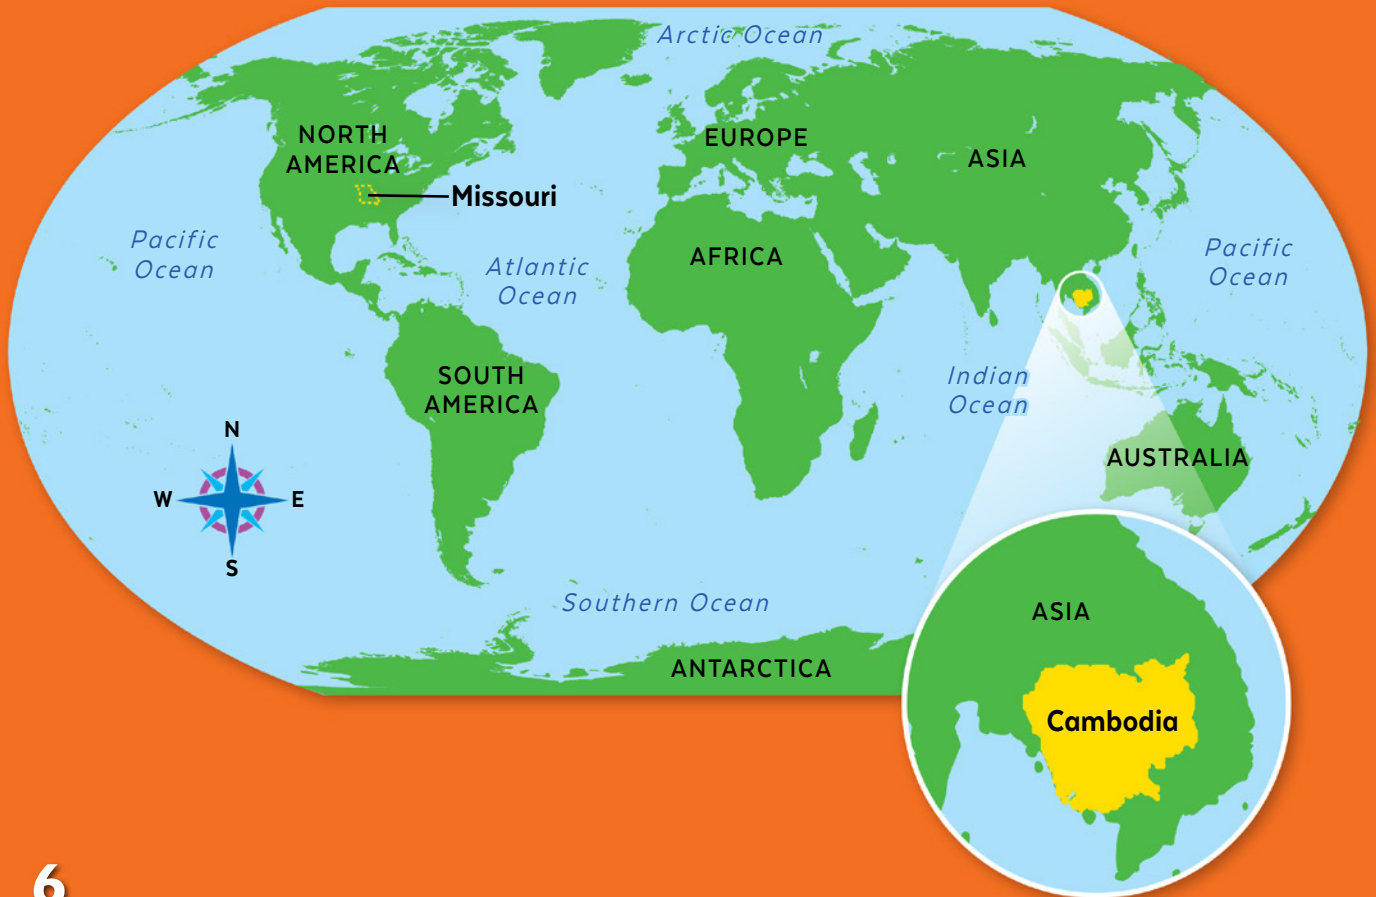 Arctic Ocean
NORTH
AMERICA
EUROPE
ASIA
Missouri
Pacific
Ocean
Atlantic
Ocean
AFRICA
Pacific
Ocean
SOUTH
AMERICA
Indian
Ocean
AUSTRALIA
N
W
E
S
Southern Ocean
ANTARCTICA
ASIA
Cambodia
6